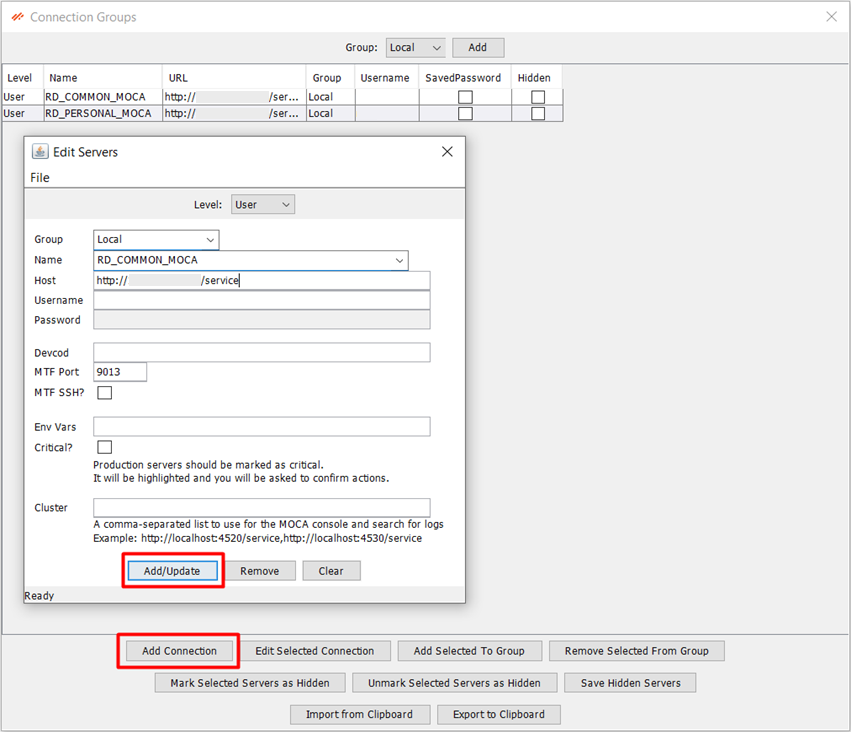 Connection Groups
Group: Local Add
Level Name URL Group Username SavedPassword Hidden
User RD_COMMON_MOCA http:// /ser... Local
User RD_PERSONAL_MOCA http:// /ser... Local
Edit Servers
File
Level: User
Group Local
Name RD_COMMON_MOCA
Host http:// /service
Username
Password
Devcod
MTF Port 9013
MTF SSH?
Env Vars
Critical?
Production servers should be marked as critical.
It will be highlighted and you will be asked to confirm actions.
Cluster
A comma-separated list to use for the MOCA console and search for logs
Example: http://localhost:4520/service,http://localhost:4530/service
Add/Update Remove Clear
Ready
Add Connection Edit Selected Connection Add Selected To Group Remove Selected From Group
Mark Selected Servers as Hidden Unmark Selected Servers as Hidden Save Hidden Servers
Import from Clipboard Export to Clipboard